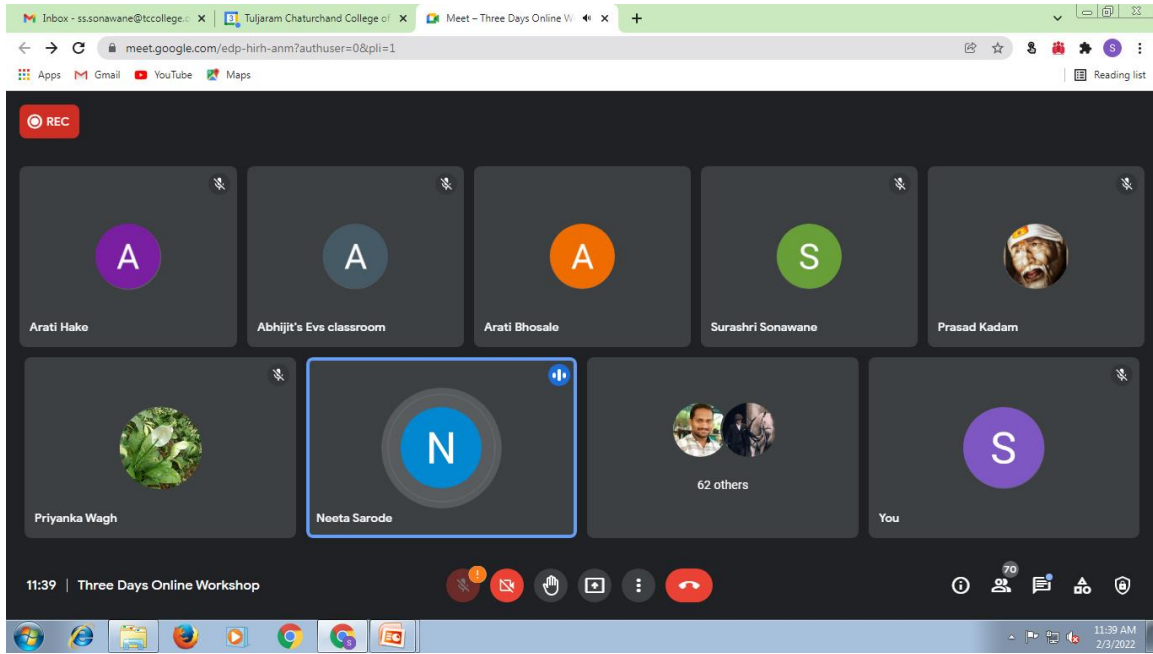 Inbox - ss.sonawane@tccollege.c
Tuljaram Chaturchand College of
Meet – Three Days Online W
meet.google.com/edp-hirh-anm?authuser=0&pli=1
S
Apps Gmail YouTube Maps Reading list
REC
A A A S
Arati Hake Abhijit's Evs classroom Arati Bhosale Surashri Sonawane Prasad Kadam
N S
62 others
Priyanka Wagh Neeta Sarode You
70
11:39 | Three Days Online Workshop
11:39 AM
2/3/2022